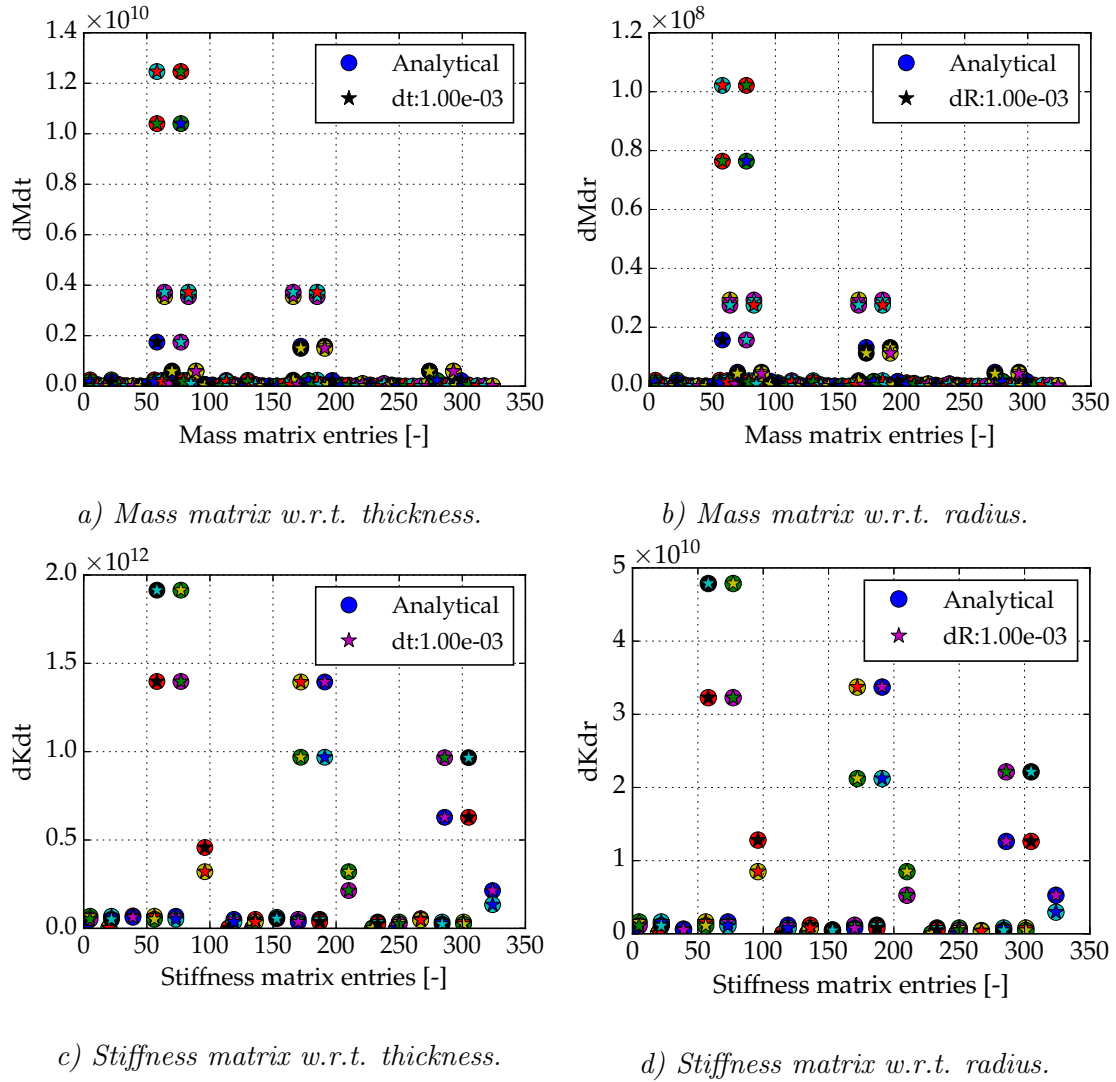 ×10^10
1.4
1.2
1.0
0.8
0.6
0.4
0.2
0.0
dMdt
0 50 100 150 200 250 300 350
Mass matrix entries [-]
Analytical
dt:1.00e-03
a) Mass matrix w.r.t. thickness.
×10^8
1.2
1.0
0.8
0.6
0.4
0.2
0.0
dMdr
0 50 100 150 200 250 300 350
Mass matrix entries [-]
Analytical
dR:1.00e-03
b) Mass matrix w.r.t. radius.
×10^12
2.0
1.5
1.0
0.5
0.0
dKdt
0 50 100 150 200 250 300 350
Stiffness matrix entries [-]
Analytical
dt:1.00e-03
c) Stiffness matrix w.r.t. thickness.
×10^10
5
4
3
2
1
0
dKdr
0 50 100 150 200 250 300 350
Stiffness matrix entries [-]
Analytical
dR:1.00e-03
d) Stiffness matrix w.r.t. radius.